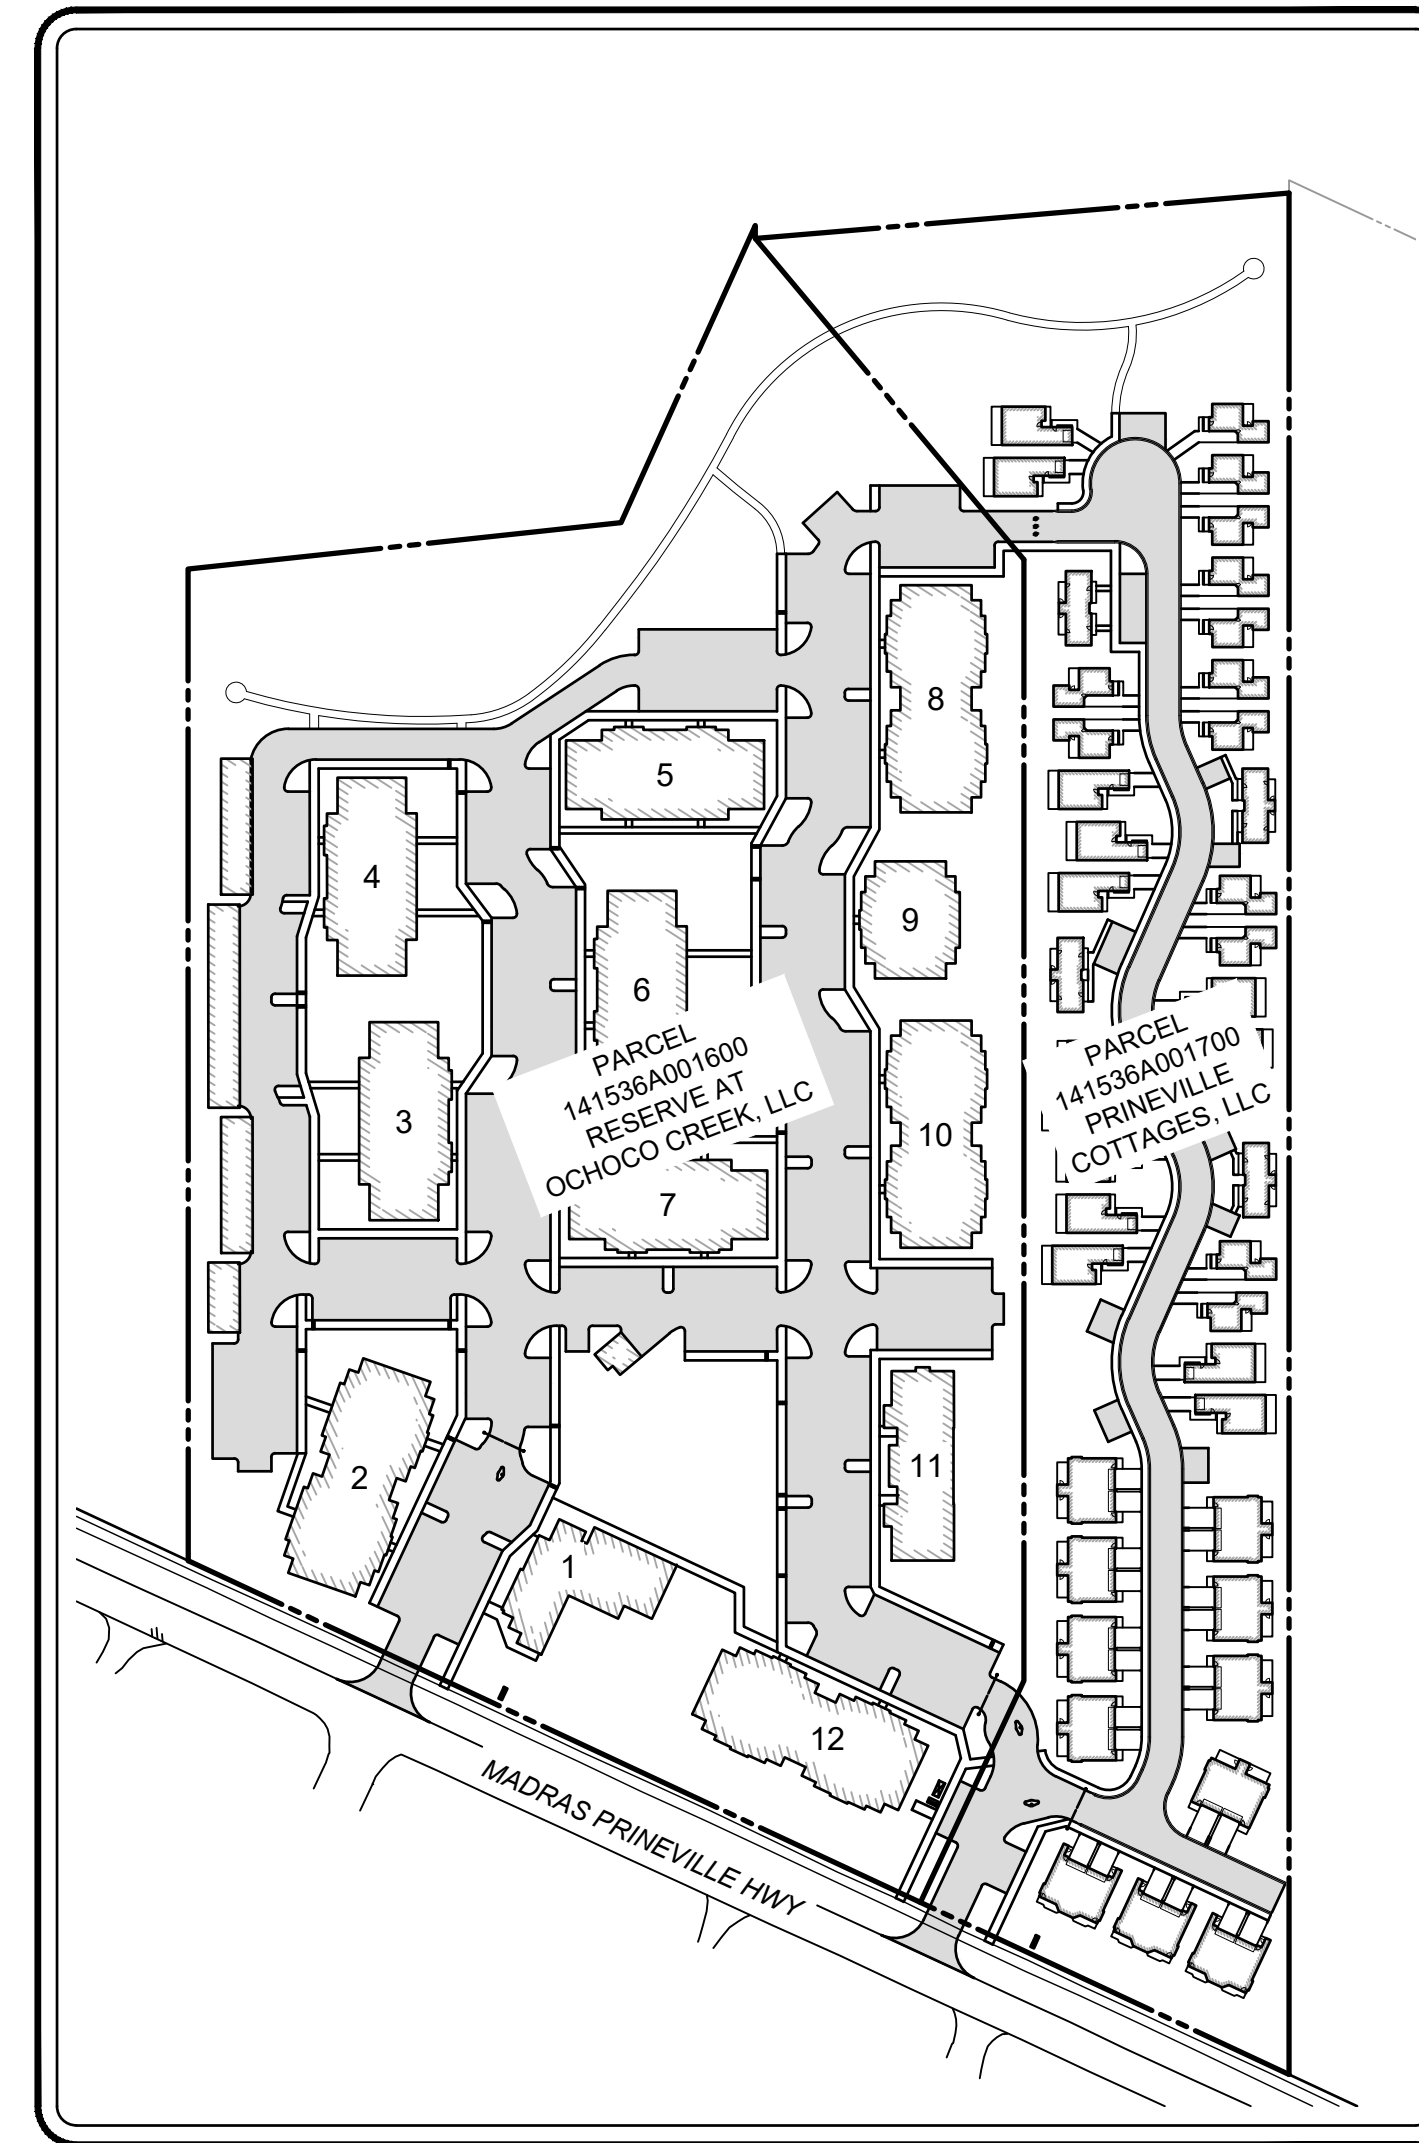 8
5
4
9
6
PARCEL
141536A001600
RESERVE AT
OCHOCO CREEK, LLC
PARCEL
141536A001700
PRINEVILLE
COTTAGES, LLC
3
10
7
2
11
1
12
MADRAS PRINEVILLE HWY